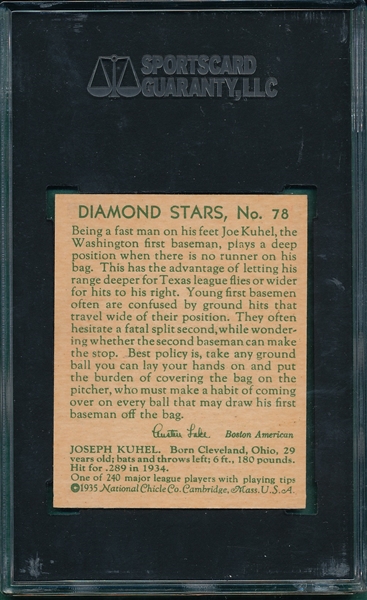 SPORTSCARD
GUARANTY, LLC
DIAMOND STARS, No. 78
Being a fast man on his feet Joe Kuhel, the
Washington first baseman, plays a deep
position when there is no runner on his
bag. This has the advantage of letting his
range deeper for Texas league flies or wider
for hits to his right. Young first basemen
often are confused by ground hits that
travel wide of their position. They often
hesitate a fatal split second, while wonder-
ing whether the second baseman can make
the stop. Best policy is, take any ground
ball you can lay your hands on and put
the burden of covering the bag on the
pitcher, who must make a habit of coming
over on every ball that may draw his first
baseman off the bag.
Austen Lake Boston American
JOSEPH KUHEL. Born Cleveland, Ohio, 29
years old; bats and throws left; 6 ft., 180 pounds.
Hit for .289 in 1934.
One of 240 major league players with playing tips
©1935 National Chicle Co. Cambridge, Mass. U.S.A.